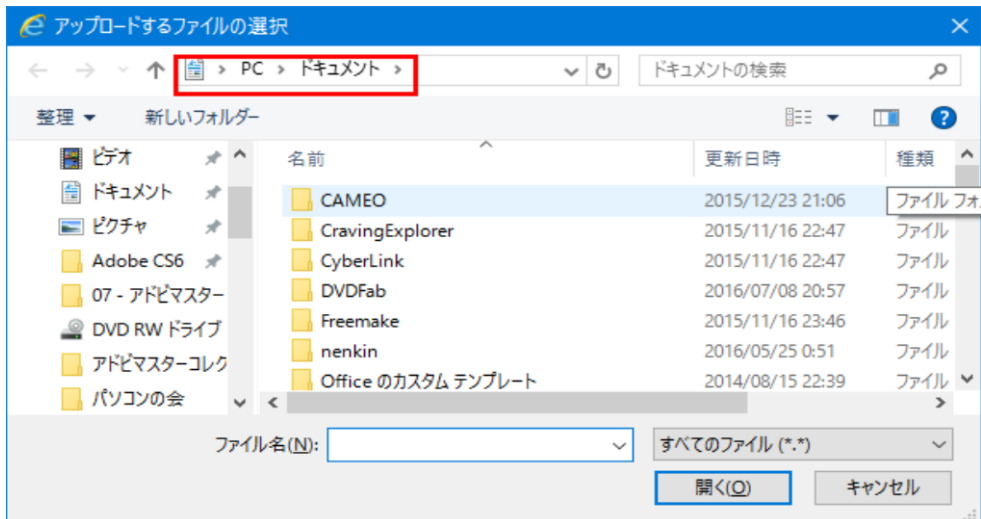 アップロードするファイルの選択
PC > ドキュメント >
ドキュメントの検索
整理 新しいフォルダー
ビデオ
ドキュメント
ピクチャ
Adobe CS6
07 - アドビマスター
DVD RW ドライブ
アドビマスターコレク
パソコンの会
名前 更新日時 種類
CAMEO 2015/12/23 21:06 ファイル フォ
CravingExplorer 2015/11/16 22:47 ファイル
CyberLink 2015/11/16 22:47 ファイル
DVDFab 2016/07/08 20:57 ファイル
Freemake 2015/11/16 23:46 ファイル
nenkin 2016/05/25 0:51 ファイル
Office のカスタム テンプレート 2014/08/15 22:39 ファイル
ファイル名(N): すべてのファイル (*.*)
開く(O) キャンセル